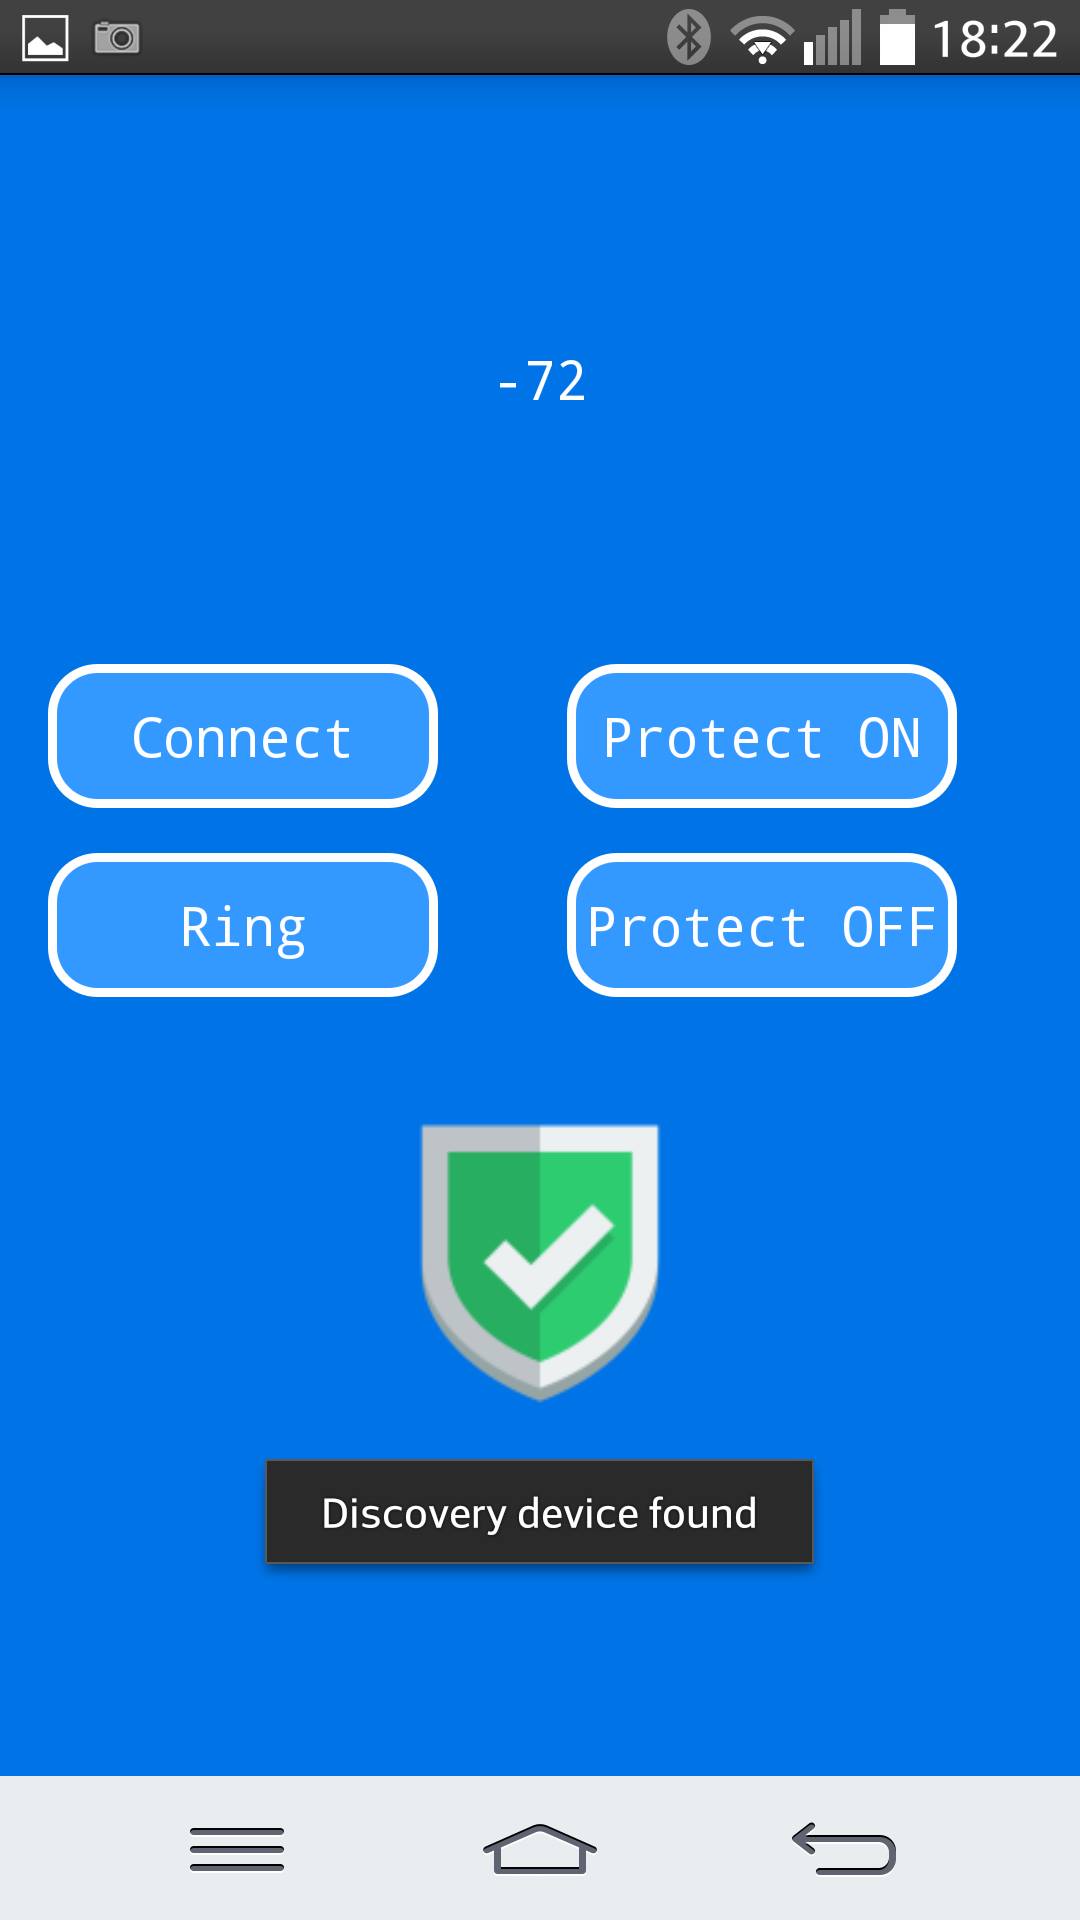 18:22
-72
Connect
Protect ON
Ring
Protect OFF
Discovery device found